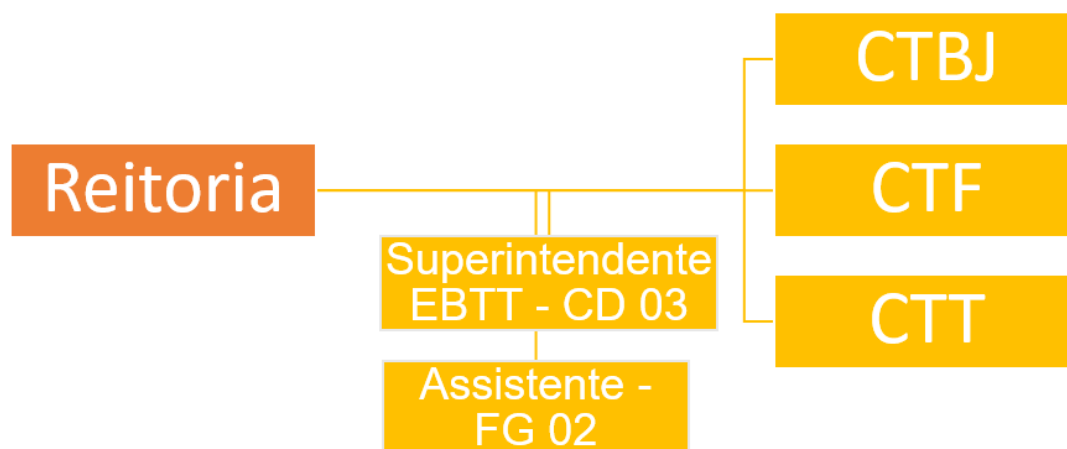 Reitoria
Superintendente
EBTT - CD 03
Assistente -
FG 02
CTBJ
CTF
CTT